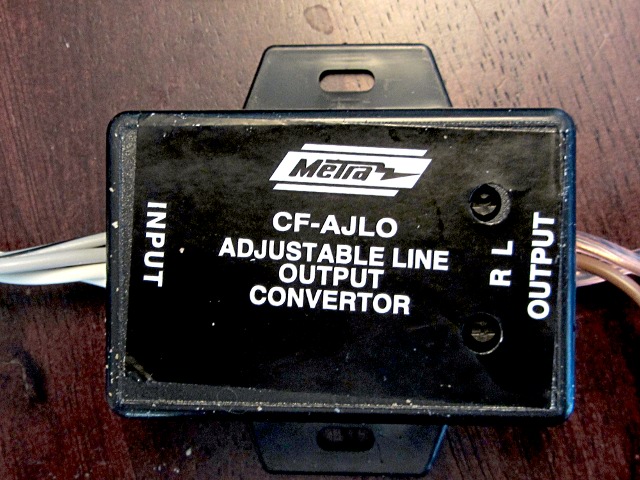 Metra
CF-AJLO
ADJUSTABLE LINE
OUTPUT
CONVERTOR
INPUT
R L
OUTPUT